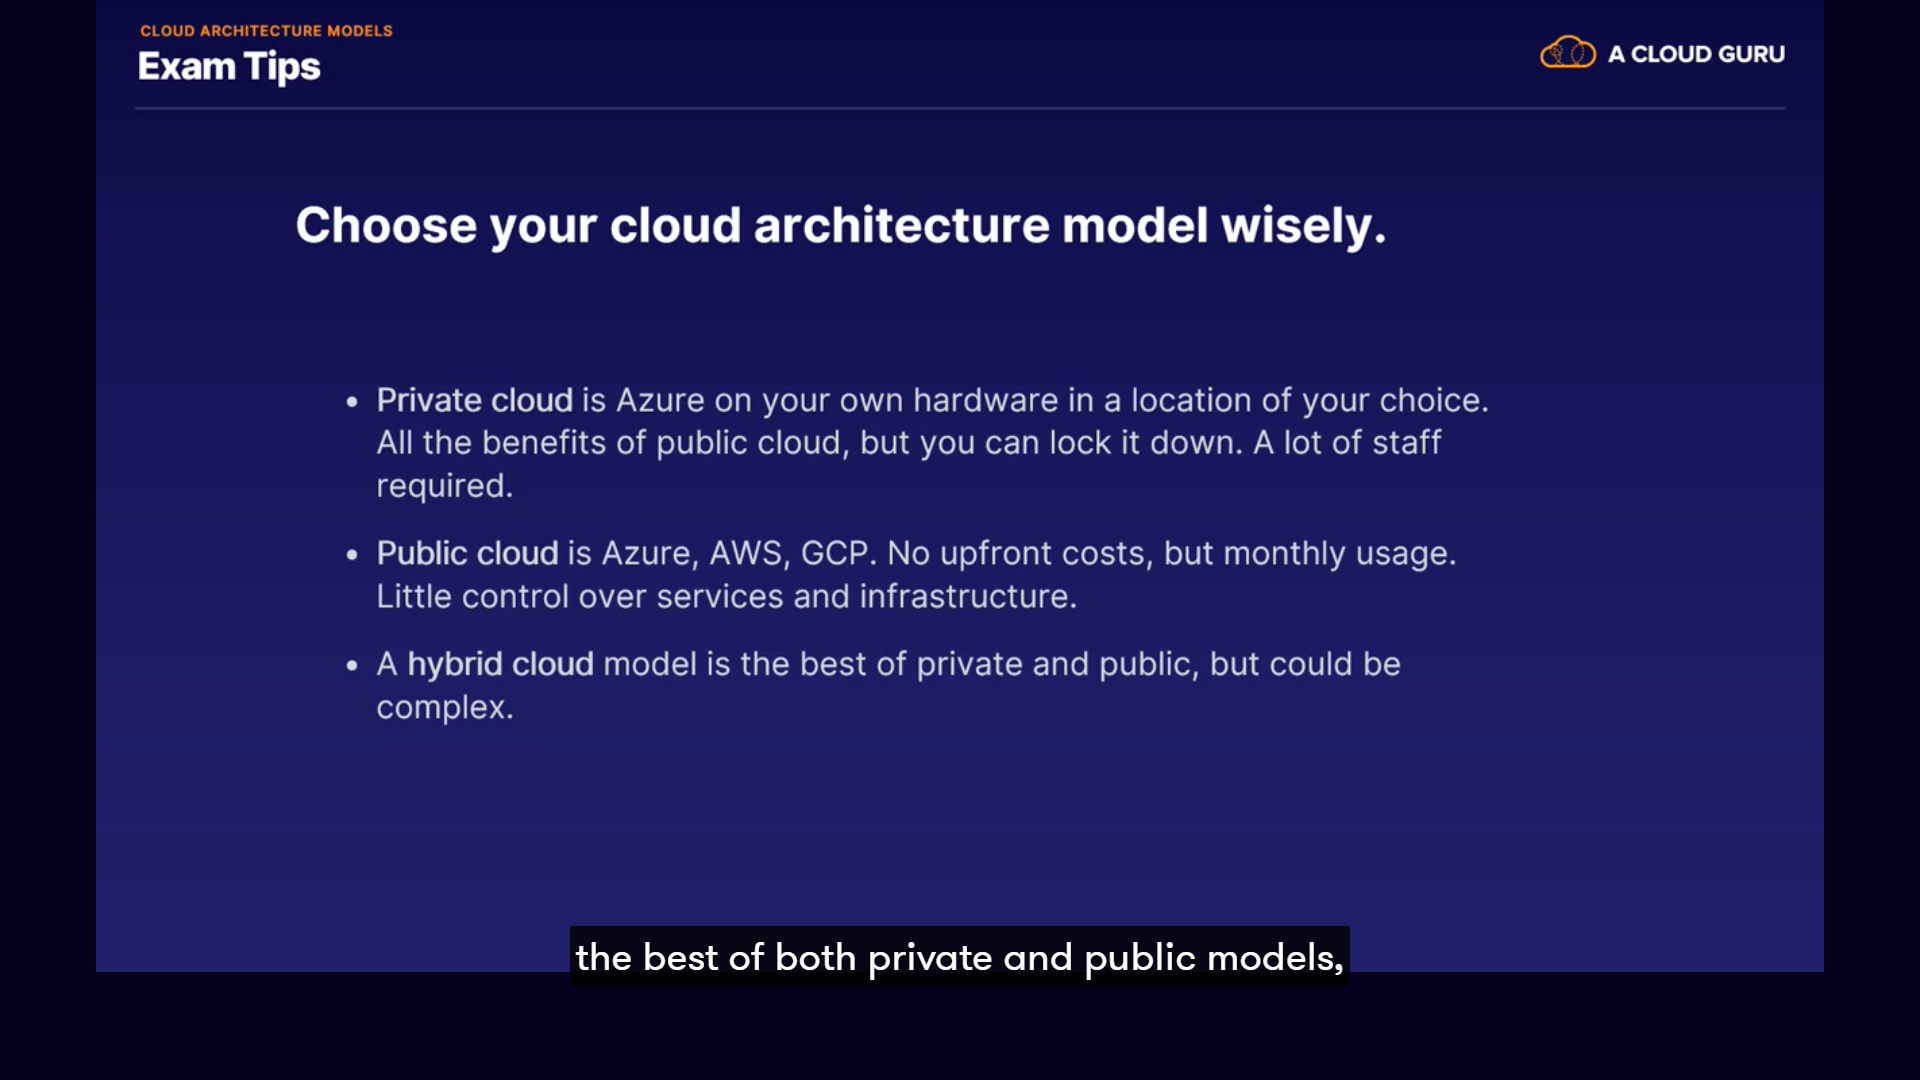 CLOUD ARCHITECTURE MODELS
Exam Tips
A CLOUD GURU
Choose your cloud architecture model wisely.
• Private cloud is Azure on your own hardware in a location of your choice.
All the benefits of public cloud, but you can lock it down. A lot of staff
required.
• Public cloud is Azure, AWS, GCP. No upfront costs, but monthly usage.
Little control over services and infrastructure.
• A hybrid cloud model is the best of private and public, but could be
complex.
the best of both private and public models,